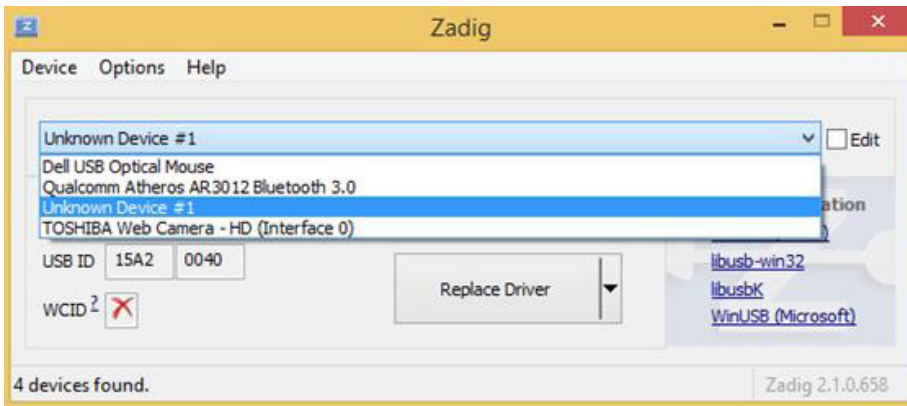 Zadig
Device Options Help
Unknown Device #1 Edit
Dell USB Optical Mouse
Qualcomm Atheros AR3012 Bluetooth 3.0
Unknown Device #1
TOSHIBA Web Camera - HD (Interface 0)
ation
USB ID 15A2 0040
libusb-win32
Replace Driver
libusbK
WCID ?
WinUSB (Microsoft)
4 devices found.
Zadig 2.1.0.658